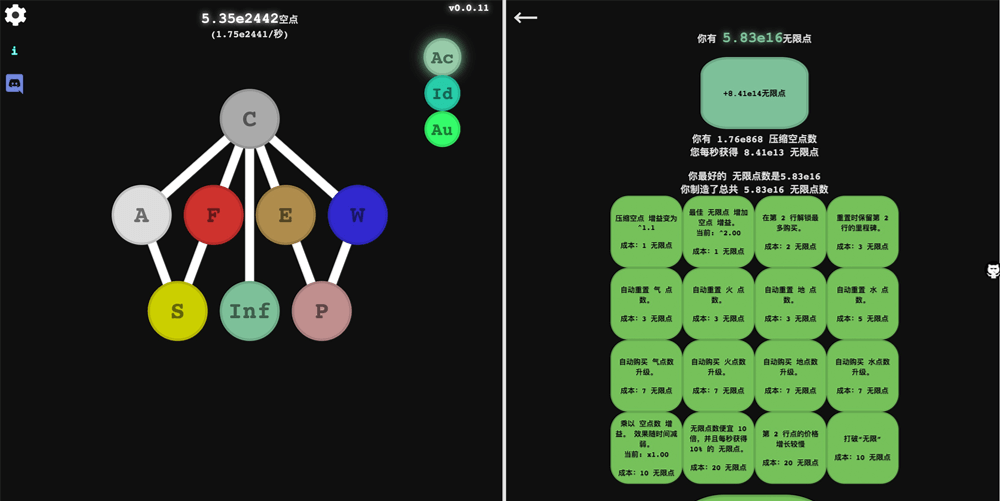 v0.0.11
5.35e2442空点
(1.75e2441/秒)
i
Ac
Id
Au
C
A
F
E
W
S
Inf
P
你有 5.83e16无限点
+8.41e14无限点
你有 1.76e868 压缩空点数
您每秒获得 8.41e13 无限点
你最好的 无限点数是5.83e16
你制造了总共 5.83e16 无限点数
压缩空点 增益变为
^1.1
成本: 1 无限点
最佳 无限点 增加
空点 增益。
当前: ^2.00
成本: 1 无限点
在第 2 行解锁最
多购买。
成本: 2 无限点
重置时保留第 2
行的里程碑。
成本: 3 无限点
自动重置 气 点
数。
成本: 3 无限点
自动重置 火 点
数。
成本: 3 无限点
自动重置 地 点
数。
成本: 3 无限点
自动重置 水 点
数。
成本: 5 无限点
自动购买 气点数
升级。
成本: 7 无限点
自动购买 火点数
升级。
成本: 7 无限点
自动购买 地点数
升级。
成本: 7 无限点
自动购买 水点数
升级。
成本: 7 无限点
乘以 空点数 增
益。 效果随时间减
弱。
当前: x1.00
成本: 10 无限点
无限点数便宜 10
倍，并且每秒获得
10% 的 无限点。
成本: 20 无限点
第 2 行点的价格
增长较慢
成本: 20 无限点
打破“无限”
成本: 10 无限点